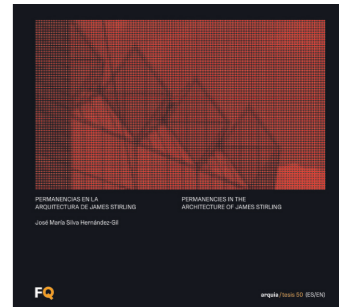 PERMANENCIAS EN LA
ARQUITECTURA DE JAMES STIRLING
José María Silva Hernández-Gil
PERMANENCIES IN THE
ARCHITECTURE OF JAMES STIRLING
FQ
arquia/tesis 50 (ES/EN)